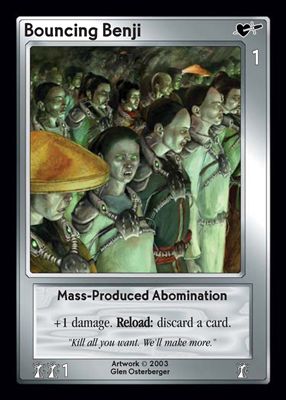 Bouncing Benji
1
Mass-Produced Abomination
+1 damage. Reload: discard a card.
"Kill all you want. We'll make more."
1
Artwork © 2003
Glen Osterberger